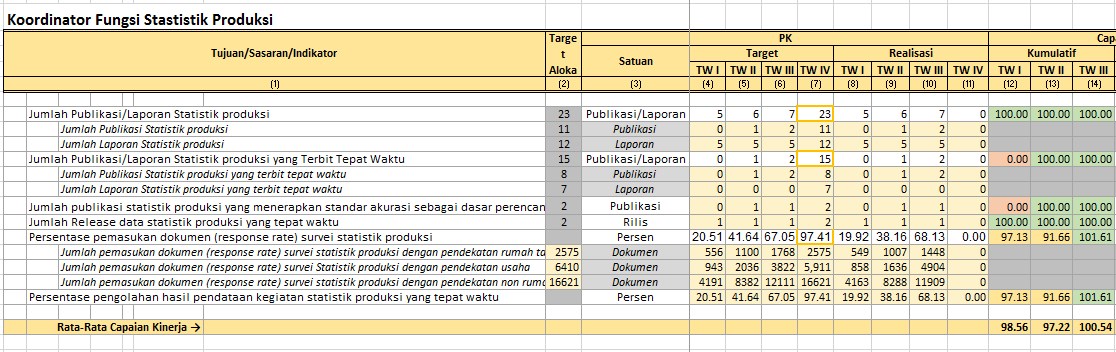 Koordinator Fungsi Stastistik Produksi
Tujuan/Sasaran/Indikator Targe t Aloka Satuan PK Cap
Target Realisasi Kumulatif
TW I TW II TW III TW IV TW I TW II TW III TW IV TW I TW II TW III
(1) (2) (3) (4) (5) (6) (7) (8) (9) (10) (11) (12) (13) (14)
Jumlah Publikasi/Laporan Statistik produksi 23 Publikasi/Laporan 5 6 7 23 5 6 7 0 100.00 100.00 100.00
Jumlah Publikasi Statistik produksi 11 Publikasi 0 1 2 11 0 1 2 0
Jumlah Laporan Statistik produksi 12 Laporan 5 5 5 12 5 5 5 0
Jumlah Publikasi/Laporan Statistik produksi yang Terbit Tepat Waktu 15 Publikasi/Laporan 0 1 2 15 0 1 2 0 0.00 100.00 100.00
Jumlah Publikasi Statistik produksi yang terbit tepat waktu 8 Publikasi 0 1 2 8 0 1 2 0
Jumlah Laporan Statistik produksi yang terbit tepat waktu 7 Laporan 0 0 0 7 0 0 0 0
Jumlah publikasi statistik produksi yang menerapkan standar akurasi sebagai dasar perencan 2 Publikasi 0 1 1 2 0 1 1 0 0.00 100.00 100.00
Jumlah Release data statistik produksi yang tepat waktu 2 Rilis 1 1 1 2 1 1 1 0 100.00 100.00 100.00
Persentase pemasukan dokumen (response rate) survei statistik produksi Persen 20.51 41.64 67.05 97.41 19.92 38.16 68.13 0.00 97.13 91.66 101.61
Jumlah pemasukan dokumen (response rate) survei Statistik produksi dengan pendekatan rumah ta 2575 Dokumen 556 1100 1768 2575 549 1007 1448 0
Jumlah pemasukan dokumen (response rate) survei Statistik produksi dengan pendekatan usaha 6410 Dokumen 943 2036 3822 5,911 858 1636 4904 0
Jumlah pemasukan dokumen (response rate) survei Statistik produksi dengan pendekatan non rum 16621 Dokumen 4191 8382 12111 16621 4163 8288 11909 0
Persentase pengolahan hasil pendataan kegiatan statistik produksi yang tepat waktu Persen 20.51 41.64 67.05 97.41 19.92 38.16 68.13 0.00 97.13 91.66 101.61
Rata-Rata Capaian Kinerja → 98.56 97.22 100.54